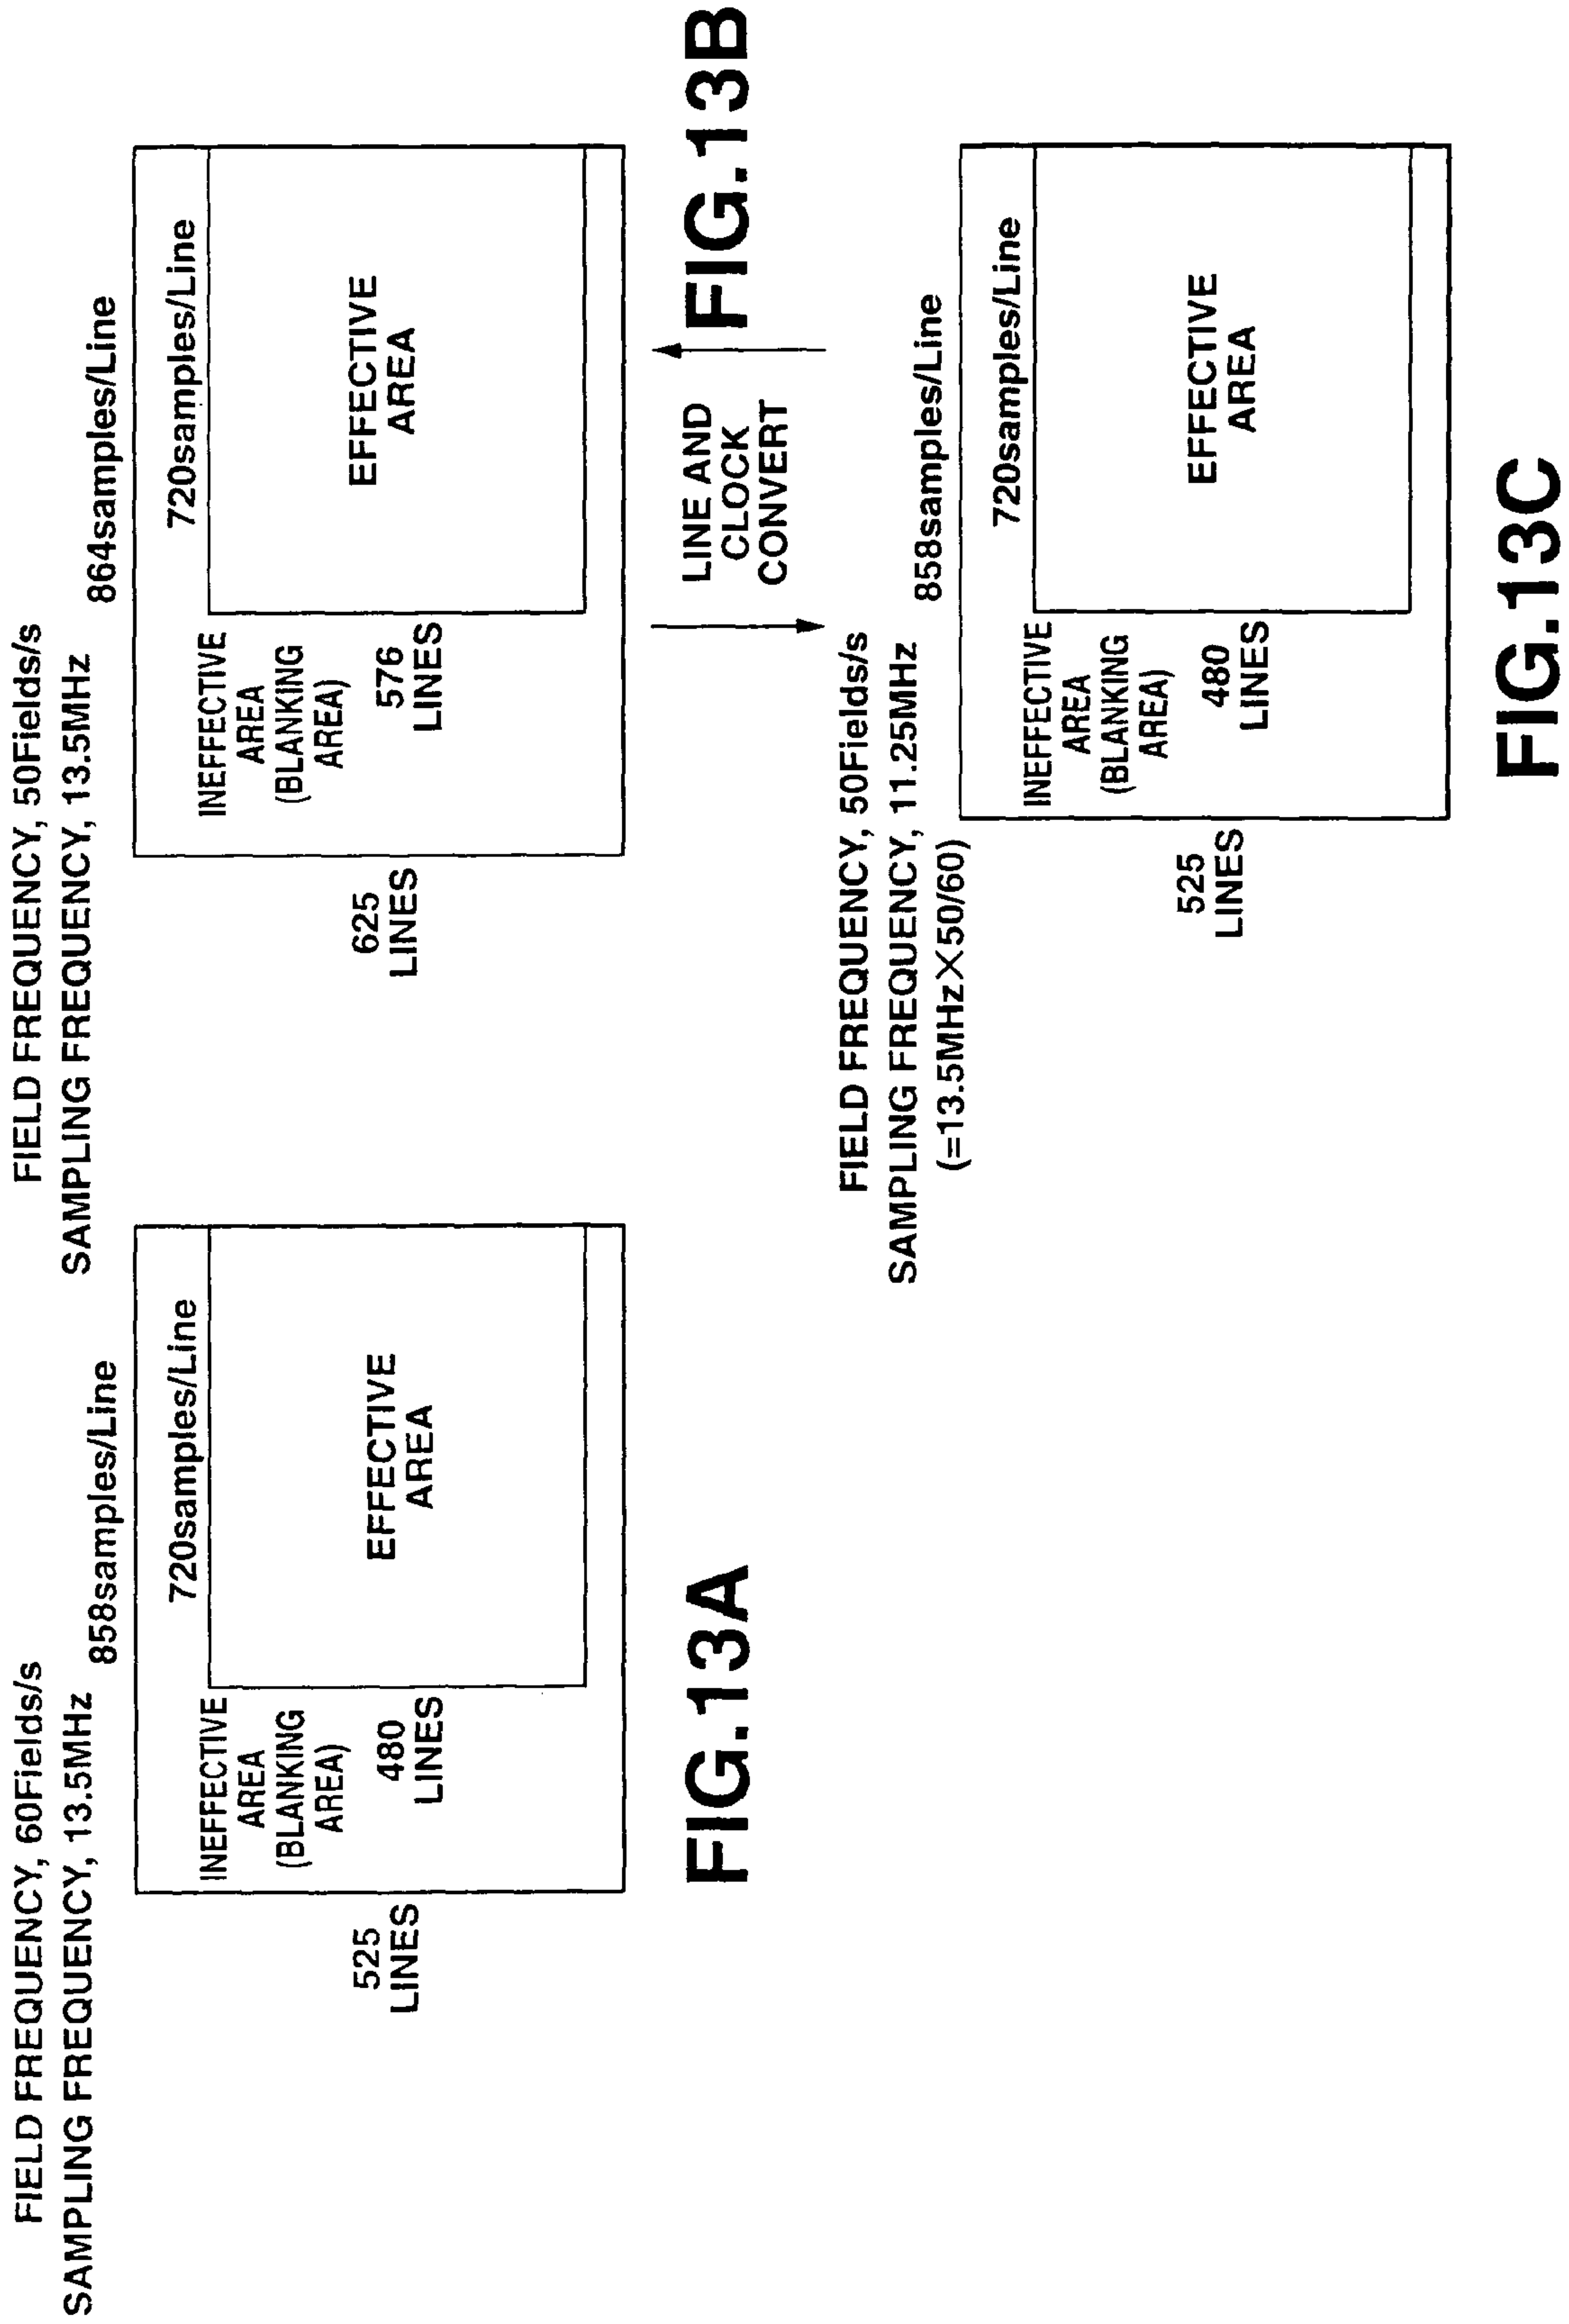 FIELD FREQUENCY, 60Fields/s
SAMPLING FREQUENCY, 13.5MHz
858samples/Line
720samples/Line
INEFFECTIVE
AREA
(BLANKING
AREA)
480
LINES
525
LINES
EFFECTIVE
AREA
FIG.13A
FIELD FREQUENCY, 50Fields/s
SAMPLING FREQUENCY, 13.5MHz
864samples/Line
720samples/Line
INEFFECTIVE
AREA
(BLANKING
AREA)
576
LINES
625
LINES
EFFECTIVE
AREA
FIG.13B
LINE AND
CLOCK
CONVERT
FIELD FREQUENCY, 50Fields/s
SAMPLING FREQUENCY, 11.25MHz
(=13.5MHz×50/60)
858samples/Line
720samples/Line
INEFFECTIVE
AREA
(BLANKING
AREA)
480
LINES
525
LINES
EFFECTIVE
AREA
FIG.13C